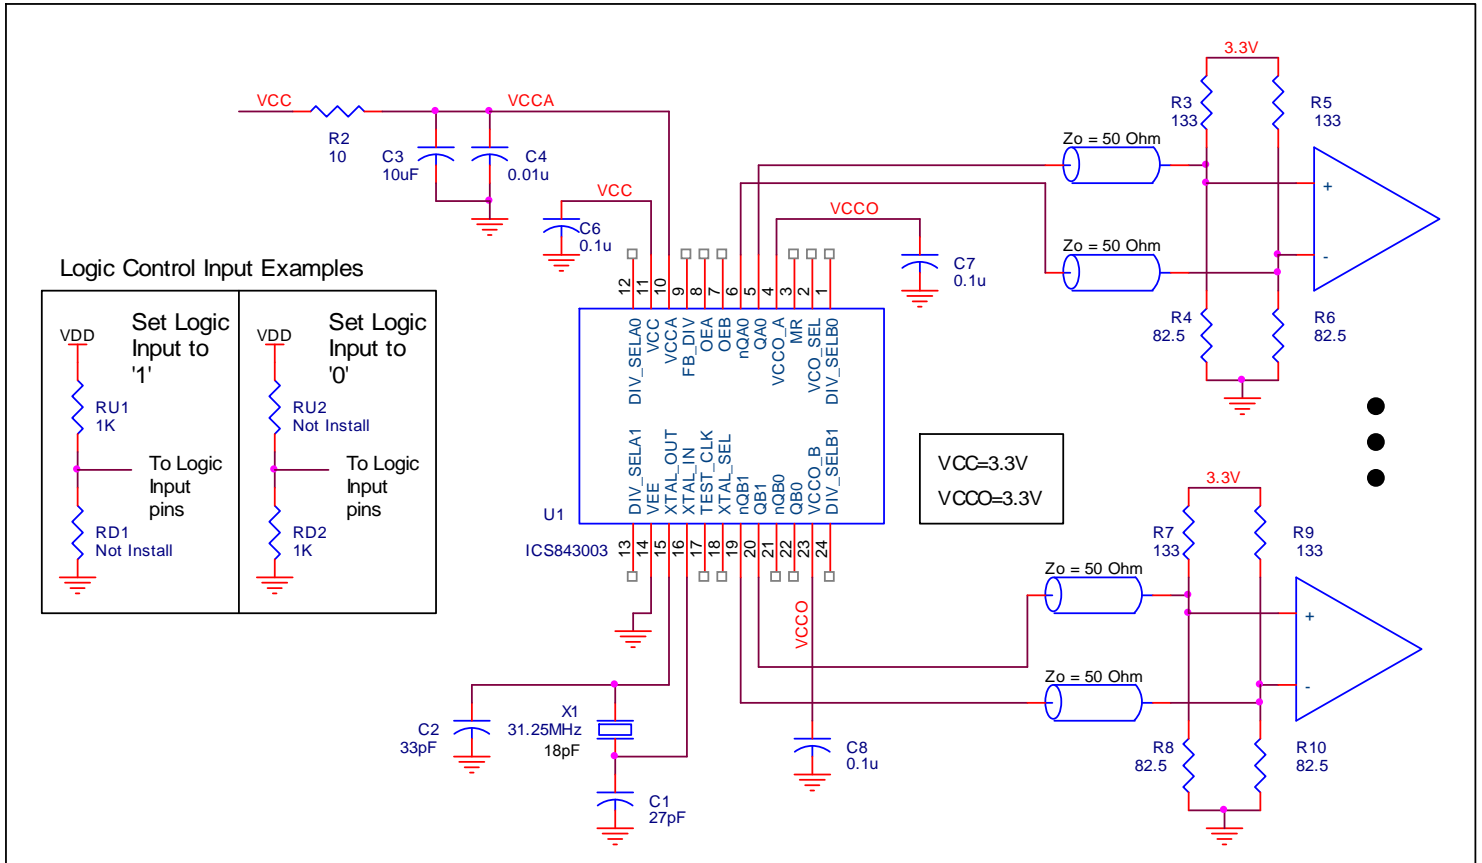 3.3V
R3
133
R5
133
VCC
VCCA
R2
10
C3
10uF
C4
0.01u
Zo = 50 Ohm
+
-
VCC
VCCO
C6
0.1u
Zo = 50 Ohm
C7
0.1u
R4
82.5
R6
82.5
Logic Control Input Examples
VDD
Set Logic
Input to
'1'
RU1
1K
To Logic
Input
pins
RD1
Not Install
VDD
Set Logic
Input to
'0'
RU2
Not Install
To Logic
Input
pins
RD2
1K
12
11
10
9
8
7
6
5
4
3
2
1
DIV_SELA0
VCC
VCCA
FB_DIV
OEA
OEB
nQA0
QA0
VCCO_A
MR
VCO_SEL
DIV_SELB0
DIV_SELA1
VEE
XTAL_OUT
XTAL_IN
TEST_CLK
XTAL_SEL
nQB1
QB1
nQB0
QB0
VCCO_B
DIV_SELB1
U1
ICS843003
13
14
15
16
17
18
19
20
21
22
23
24
VCC=3.3V
VCCO=3.3V
3.3V
R7
133
R9
133
Zo = 50 Ohm
+
-
VCCO
Zo = 50 Ohm
C2
33pF
X1
31.25MHz
18pF
C1
27pF
C8
0.1u
R8
82.5
R10
82.5